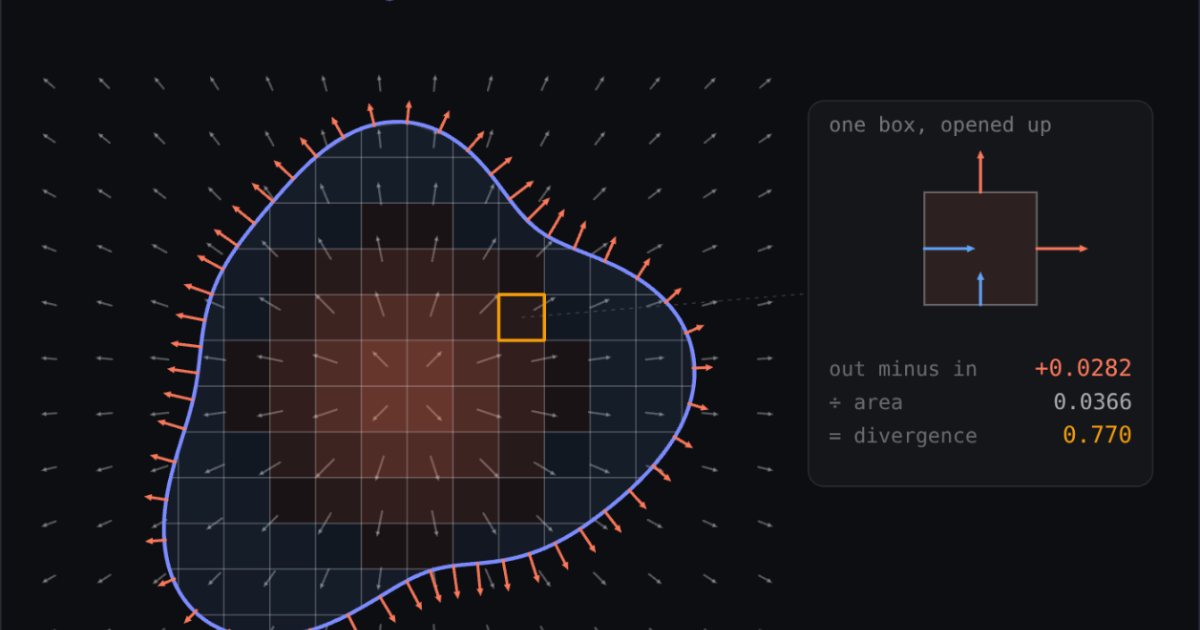 one box, opened up
out minus in +0.0282
÷ area 0.0366
= divergence 0.770